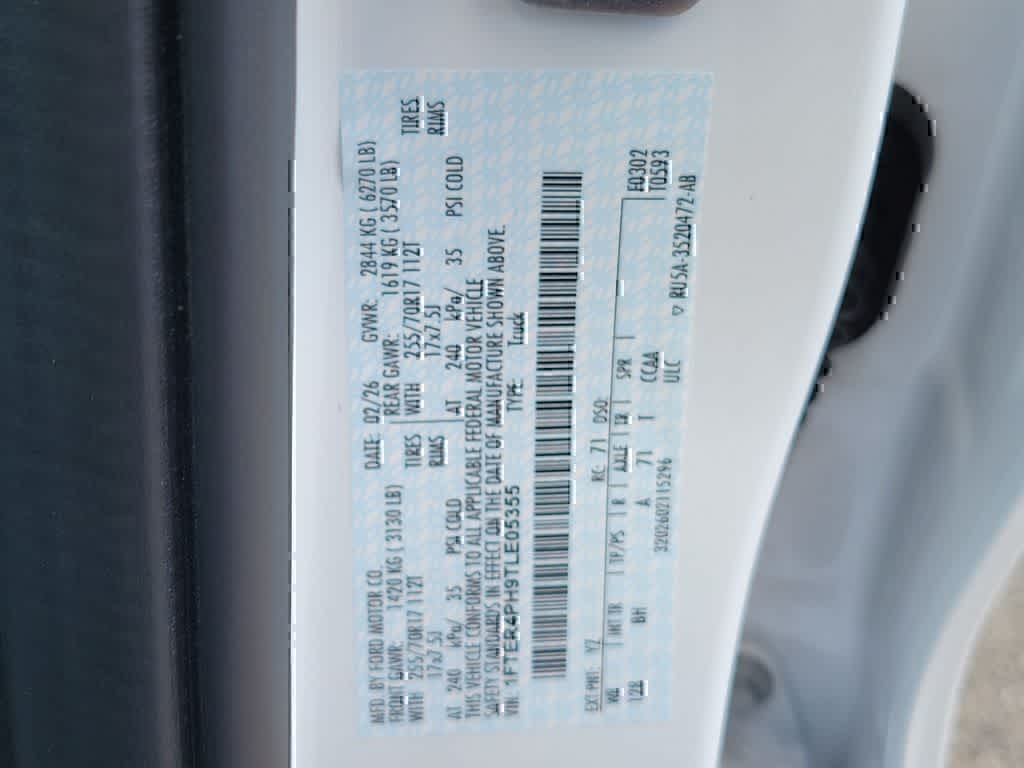 MFD. BY FORD MOTOR CO.
DATE: 02/26 GVWR: 2844 KG ( 6270 LB)
FRONT GAWR: 1420 KG ( 3130 LB) REAR GAWR: 1619 KG ( 3570 LB)
WITH 255/70R17 112T TIRES WITH 255/70R17 112T TIRES
17x7.5J RIMS 17x7.5J RIMS
AT 240 kPa/ 35 PSI COLD AT 240 kPa/ 35 PSI COLD
THIS VEHICLE CONFORMS TO ALL APPLICABLE FEDERAL MOTOR VEHICLE
SAFETY STANDARDS IN EFFECT ON THE DATE OF MANUFACTURE SHOWN ABOVE.
VIN: 1FTER4PH9TLE05355 TYPE: Truck
EXT PNT: YZ RC: 71 DSO: F0302
WB INT TR TP/PS R AXLE TR SPR 10593
128 BH A 71 T CCAA
3202602115296 ULC
RU5A-3520472-AB